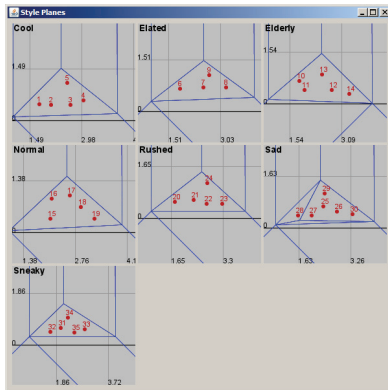 Style Planes
Cool
1.49
5
1 2 3 4
0
1.49 2.98 4
Elated
1.51
9
6 7 8
0
1.51 3.03
Elderly
1.54
13
10
11 12 14
0
1.54 3.09
Normal
1.38
16 17
18
15 19
0
1.38 2.76 4.1
Rushed
1.65
24
20 21 22 23
0
1.65 3.3
Sad
1.63
29
25
28 27 26 30
0
1.63 3.26
Sneaky
1.86
34
32 31 35 33
0
1.86 3.72